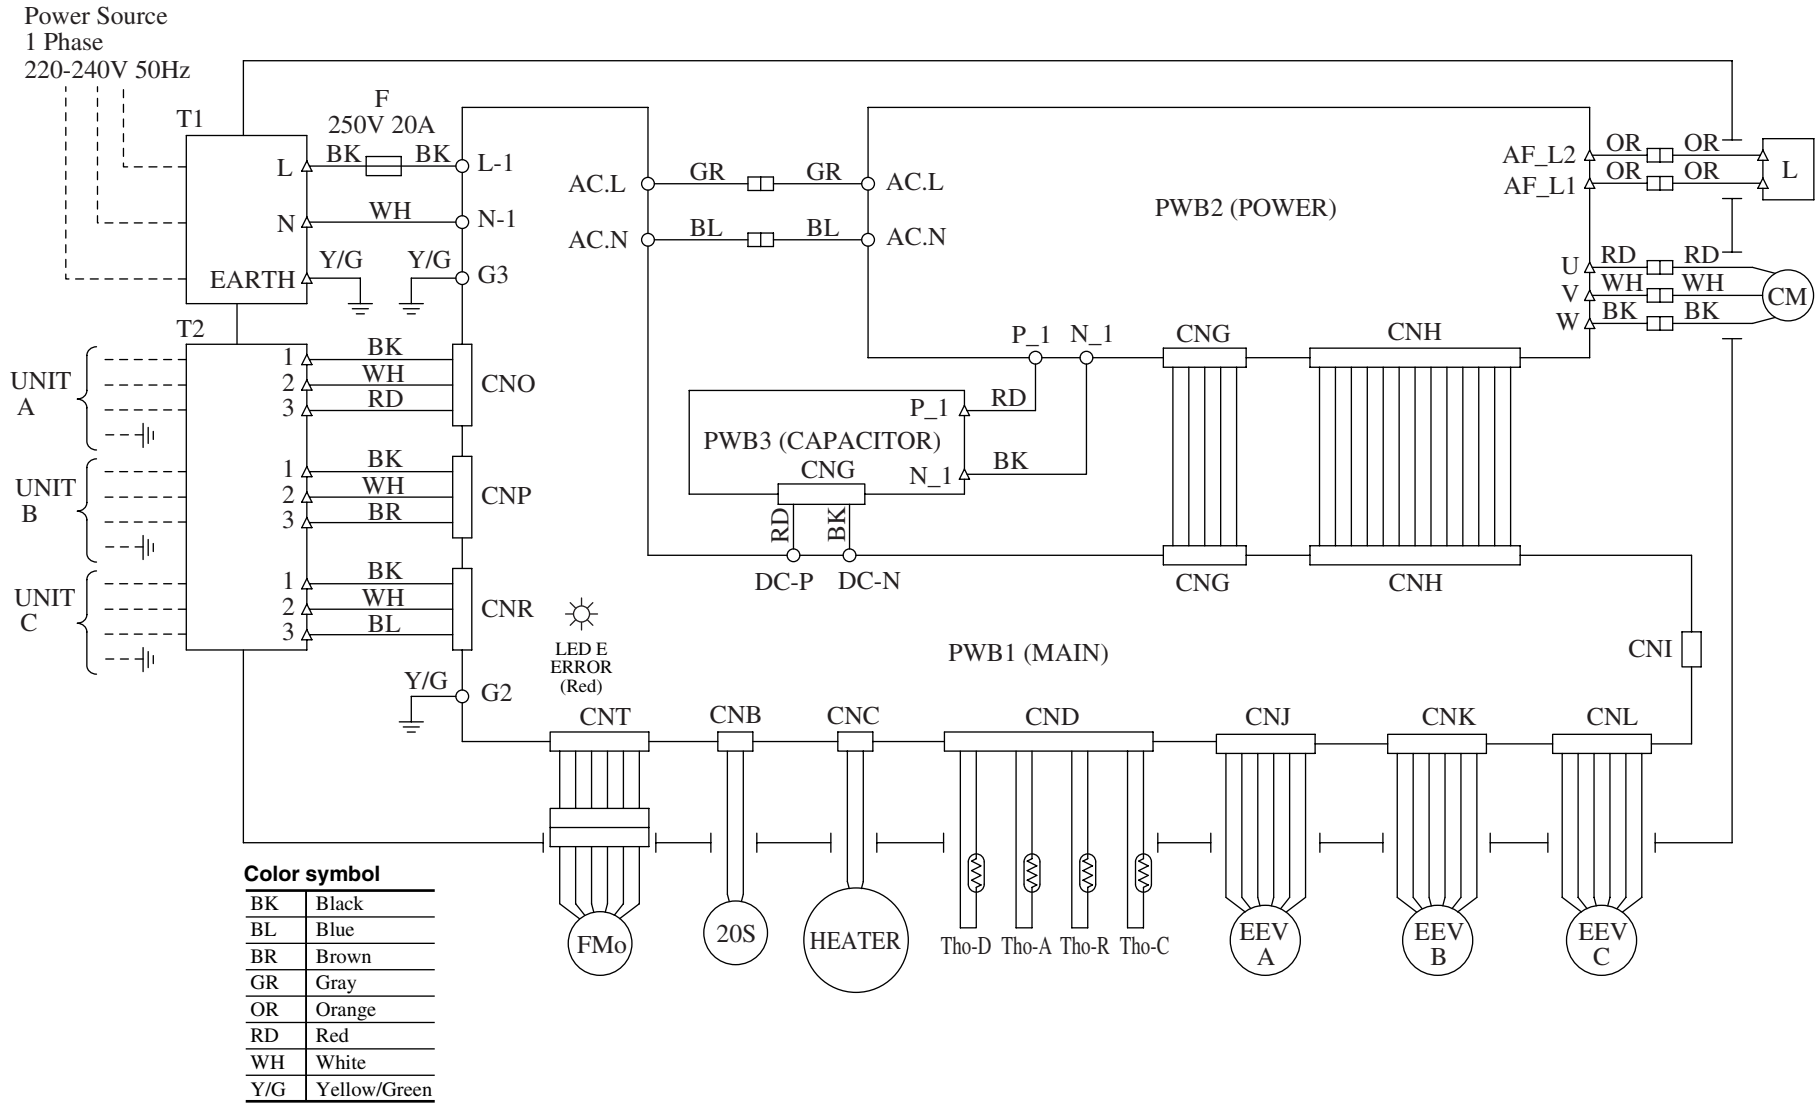 Power Source
1 Phase
220-240V 50Hz
T1
F
250V 20A
L
BK
BK
L-1
N
WH
N-1
EARTH
Y/G
Y/G
G3
AC.L
GR
GR
AC.L
AC.N
BL
BL
AC.N
PWB2 (POWER)
AF_L2
OR
OR
AF_L1
OR
OR
L
U
RD
RD
V
WH
WH
W
BK
BK
CM
T2
UNIT
A
1
BK
2
WH
3
RD
CNO
UNIT
B
1
BK
2
WH
3
BR
CNP
UNIT
C
1
BK
2
WH
3
BL
CNR
Y/G
G2
P_1
N_1
CNG
CNH
P_1
RD
PWB3 (CAPACITOR)
CNG
N_1
BK
RD
BK
DC-P
DC-N
CNG
CNH
LED E
ERROR
(Red)
PWB1 (MAIN)
CNI
CNT
CNB
CNC
CND
CNJ
CNK
CNL
FMo
20S
HEATER
Tho-D
Tho-A
Tho-R
Tho-C
EEV
A
EEV
B
EEV
C
Color symbol
BK Black
BL Blue
BR Brown
GR Gray
OR Orange
RD Red
WH White
Y/G Yellow/Green